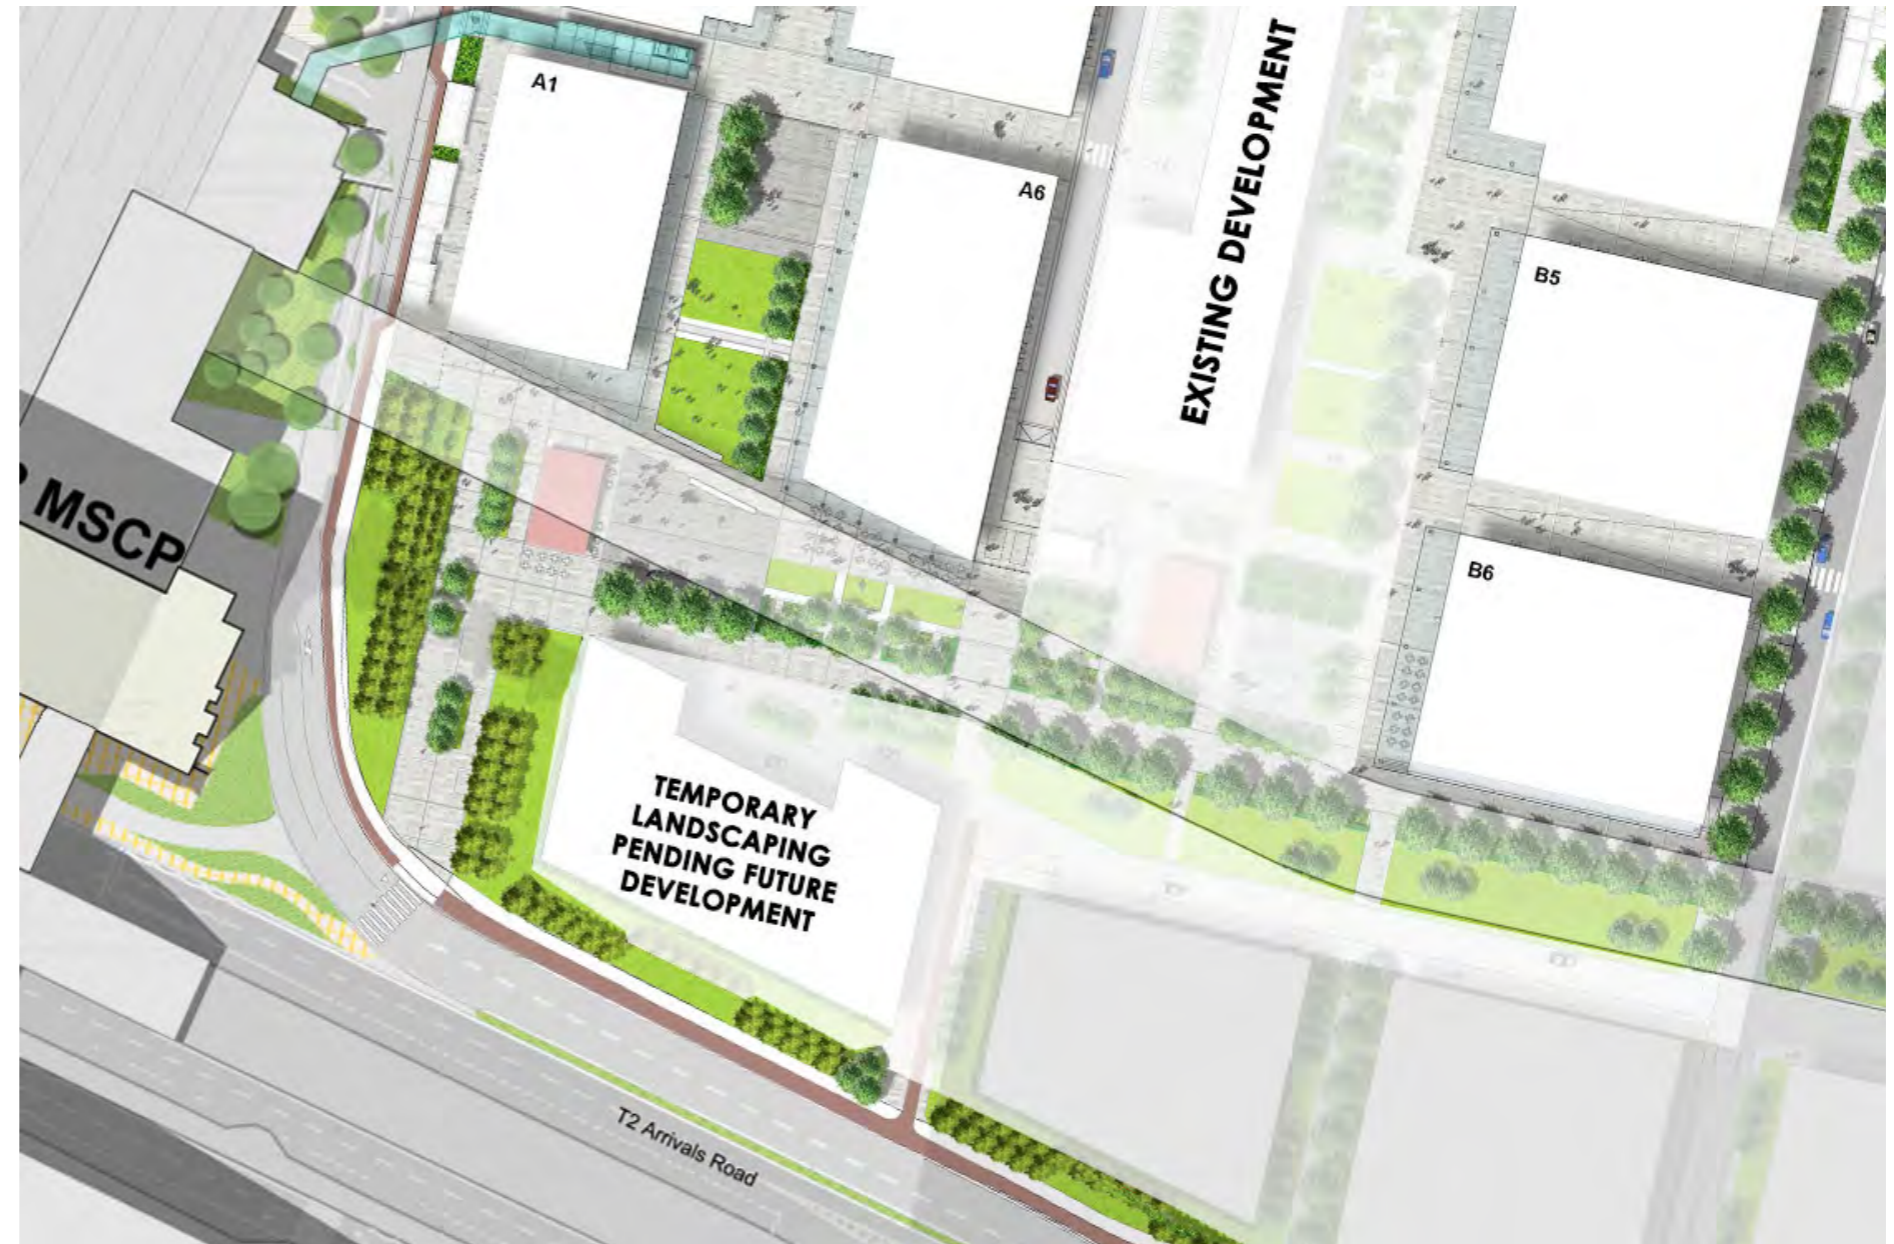 A1
A6
EXISTING DEVELOPMENT
B5
B6
MSCP
TEMPORARY
LANDSCAPING
PENDING FUTURE
DEVELOPMENT
T2 Arrivals Road